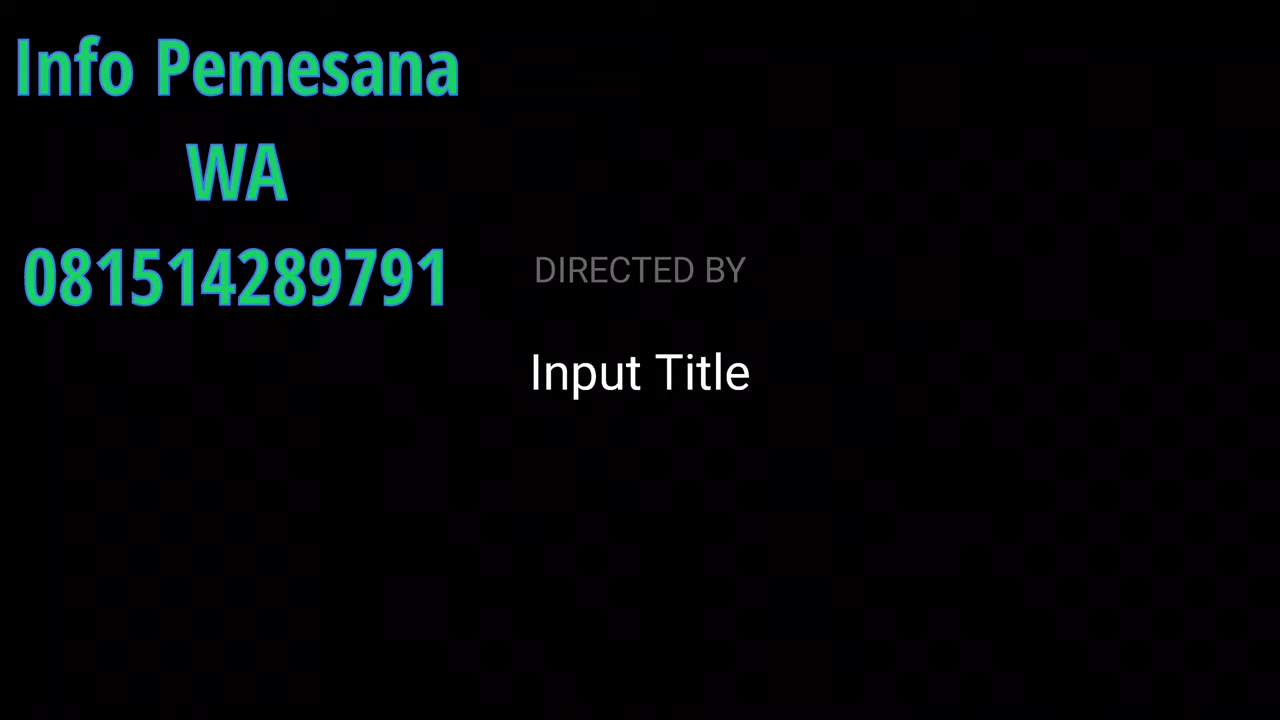 Info Pemesana
WA
081514289791
DIRECTED BY
Input Title